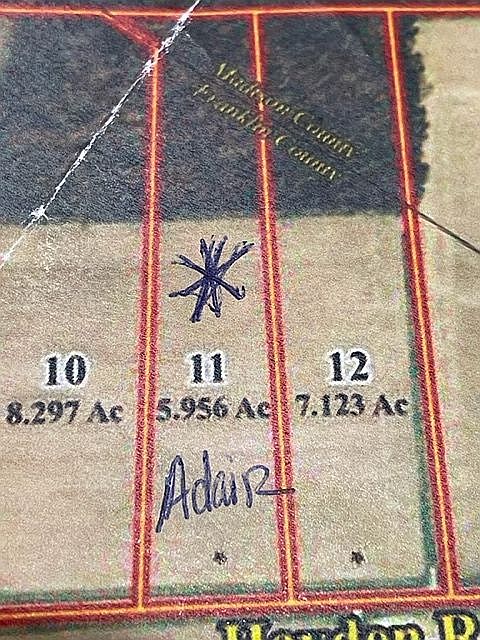 Madison County
Franklin County
10
8.297 Ac
11
5.956 Ac
12
7.123 Ac
Adair